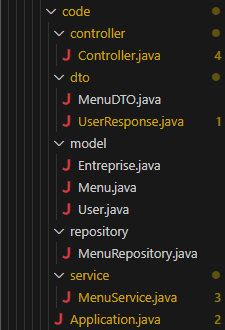 code
controller
Controller.java 4
dto
MenuDTO.java
UserResponse.java 1
model
Entreprise.java
Menu.java
User.java
repository
MenuRepository.java
service
MenuService.java 3
Application.java 2